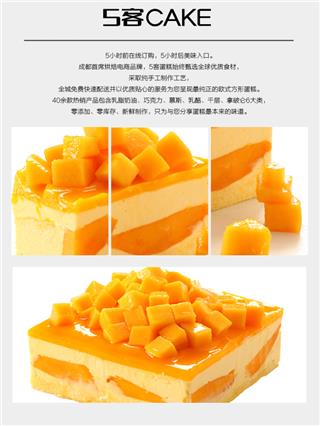 5客CAKE
5小时前在线订购，5小时后美味入口。
成都首席烘焙电商品牌，5客蛋糕始终甄选全球优质食材，
采取纯手工制作工艺，
全城免费快速配送并以优质贴心的服务为您呈现最纯正的欧式方形蛋糕。
40余款热销产品包含乳脂奶油、巧克力、慕斯、乳酪、千层、拿破仑6大类，
零添加、零库存、新鲜制作，只为与您分享蛋糕最本来的味道。